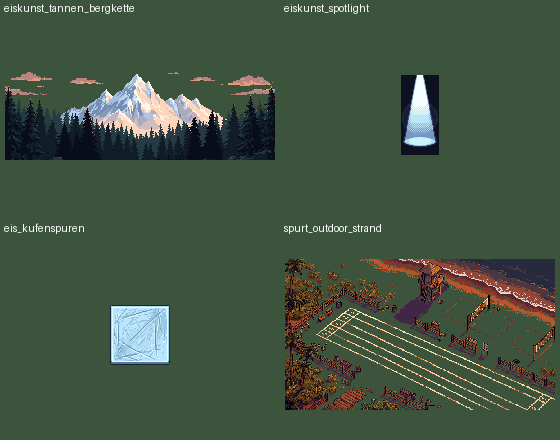 eiskunst_tannen_bergkette
eiskunst_spotlight
eis_kufenspuren
spurt_outdoor_strand